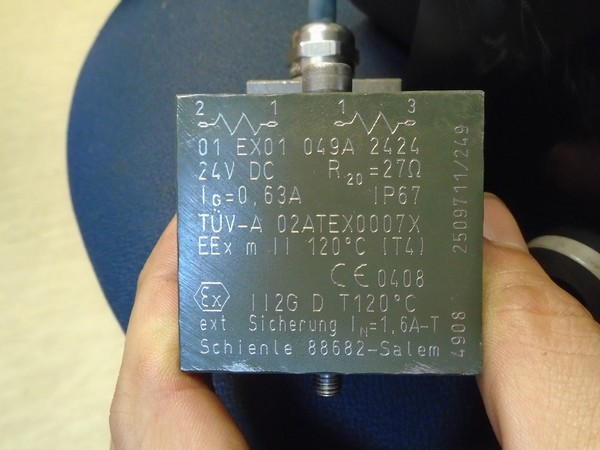 2 1 1 3
01 EX01 049A 2424
24V DC R20=27Ω
IG=0,63A IP67
TÜV-A 02ATEX0007X
EEx m II 120°C (T4)
CE 0408
Ex II2G D T120°C
ext Sicherung IN=1,6A-T
Schienle 88682-Salem
4908 2509711/249